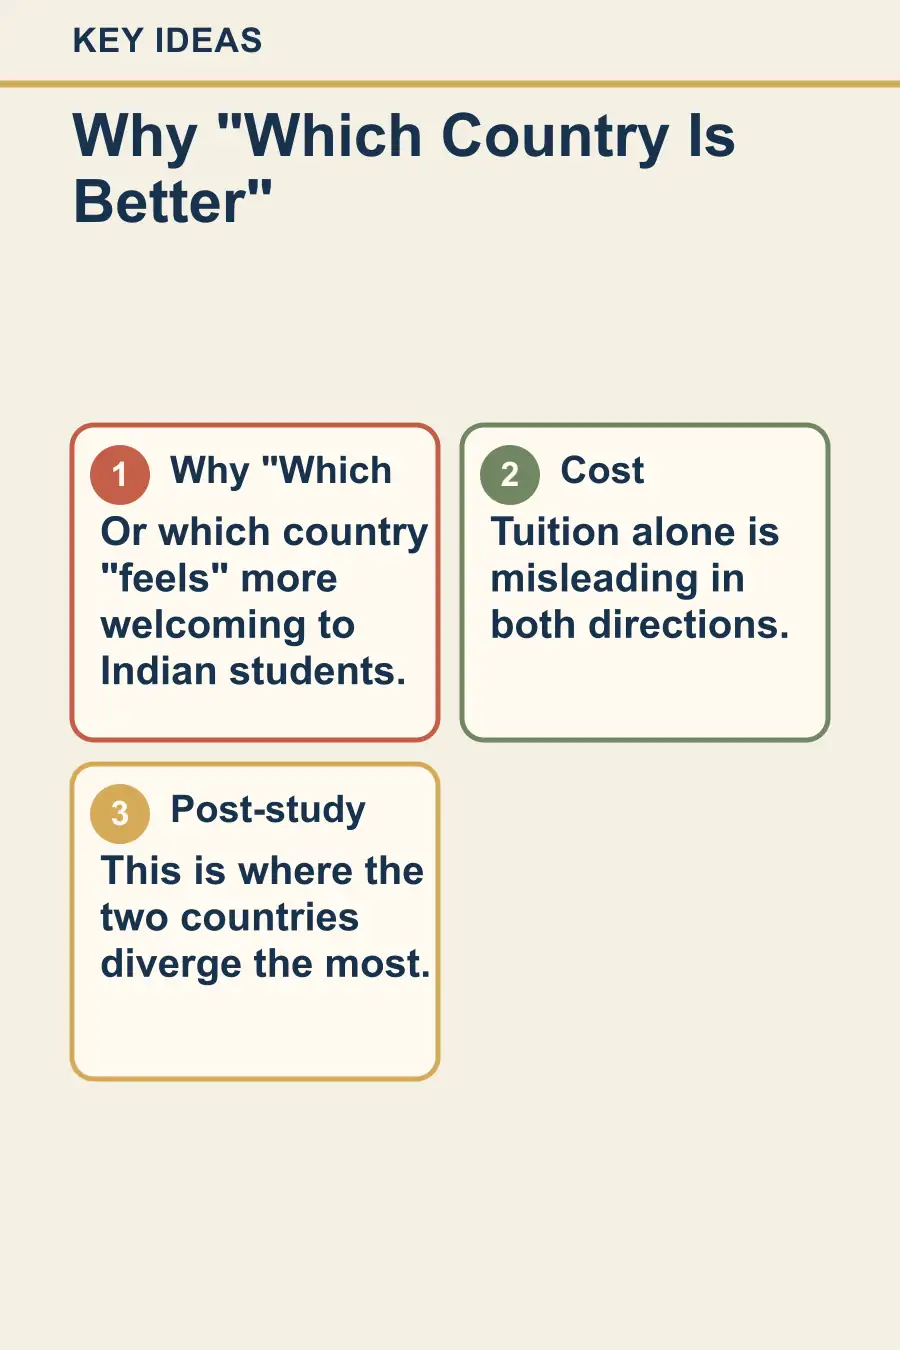 KEY IDEAS
Why "Which Country Is
Better"
1 Why "Which
Or which country
"feels" more
welcoming to
Indian students.
2 Cost
Tuition alone is
misleading in
both directions.
3 Post-study
This is where the
two countries
diverge the most.